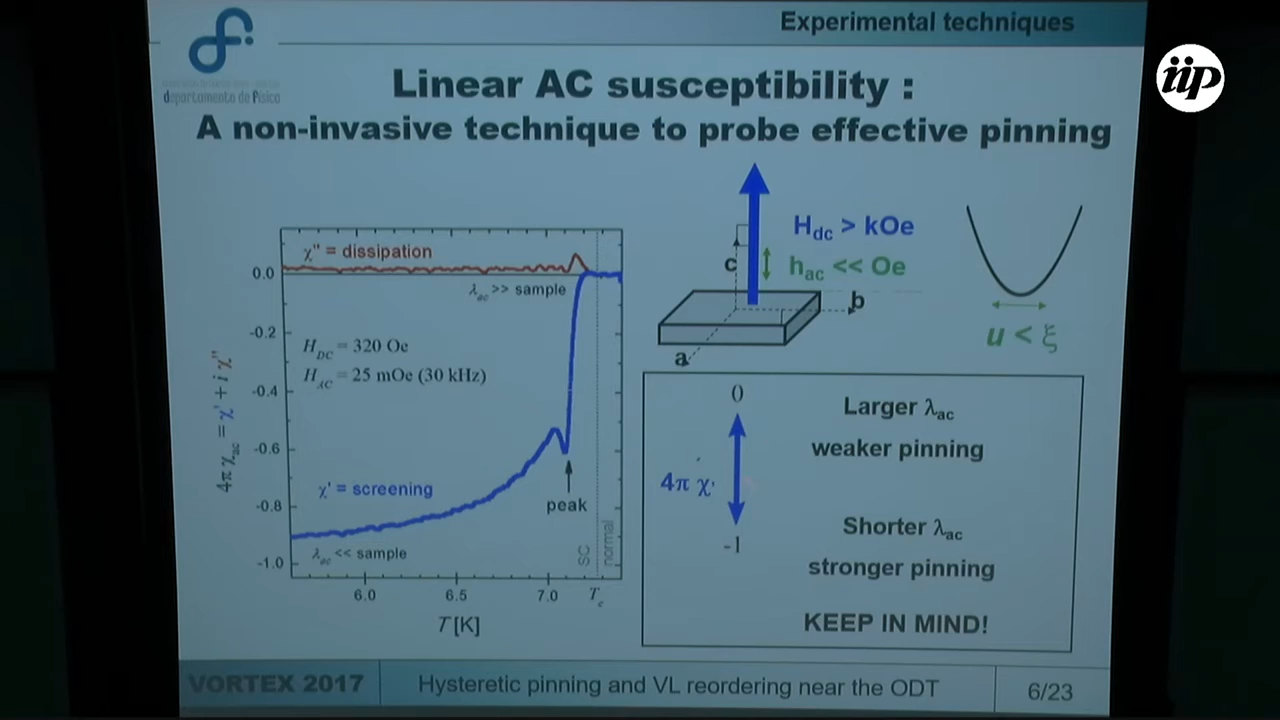 Experimental techniques
iip
departamento de Física
Linear AC susceptibility :
A non-invasive technique to probe effective pinning
χ" = dissipation
0.0
λac >> sample
-0.2
HDC = 320 Oe
HAC = 25 mOe (30 kHz)
-0.4
4π χac = χ' + i χ"
-0.6
χ' = screening
peak
-0.8
λac << sample
SC
normal
-1.0
6.0
6.5
7.0
Tc
T [K]
Hdc > kOe
c
hac << Oe
b
a
u < ξ
0
Larger λac
weaker pinning
4π χ'
Shorter λac
-1
stronger pinning
KEEP IN MIND!
VORTEX 2017
Hysteretic pinning and VL reordering near the ODT
6/23